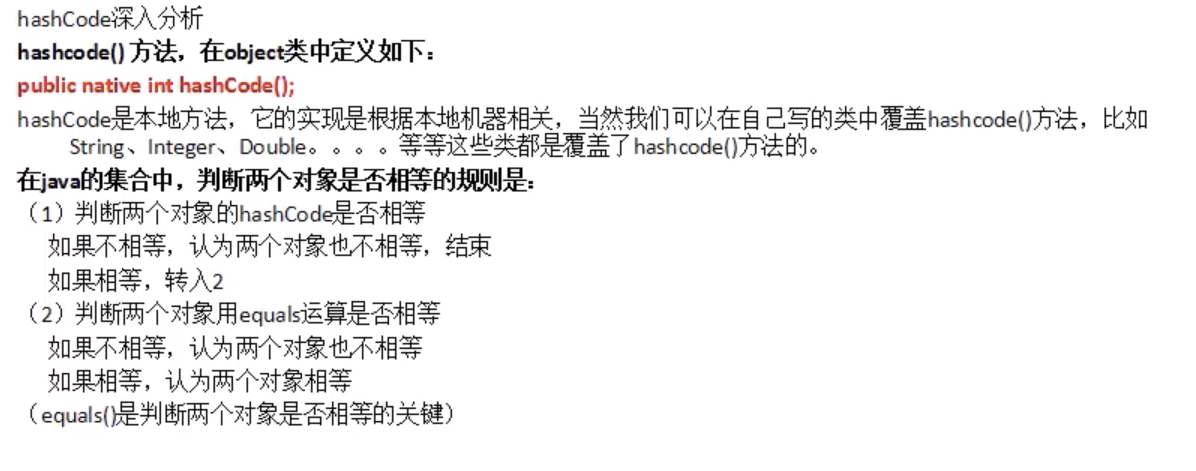 hashCode深入分析
hashcode() 方法，在object类中定义如下：
public native int hashCode();
hashCode是本地方法，它的实现是根据本地机器相关，当然我们可以在自己写的类中覆盖hashcode()方法，比如
String、Integer、Double。。。。等等这些类都是覆盖了hashcode()方法的。
在java的集合中，判断两个对象是否相等的规则是：
（1）判断两个对象的hashCode是否相等
如果不相等，认为两个对象也不相等，结束
如果相等，转入2
（2）判断两个对象用equals运算是否相等
如果不相等，认为两个对象也不相等
如果相等，认为两个对象相等
（equals()是判断两个对象是否相等的关键）